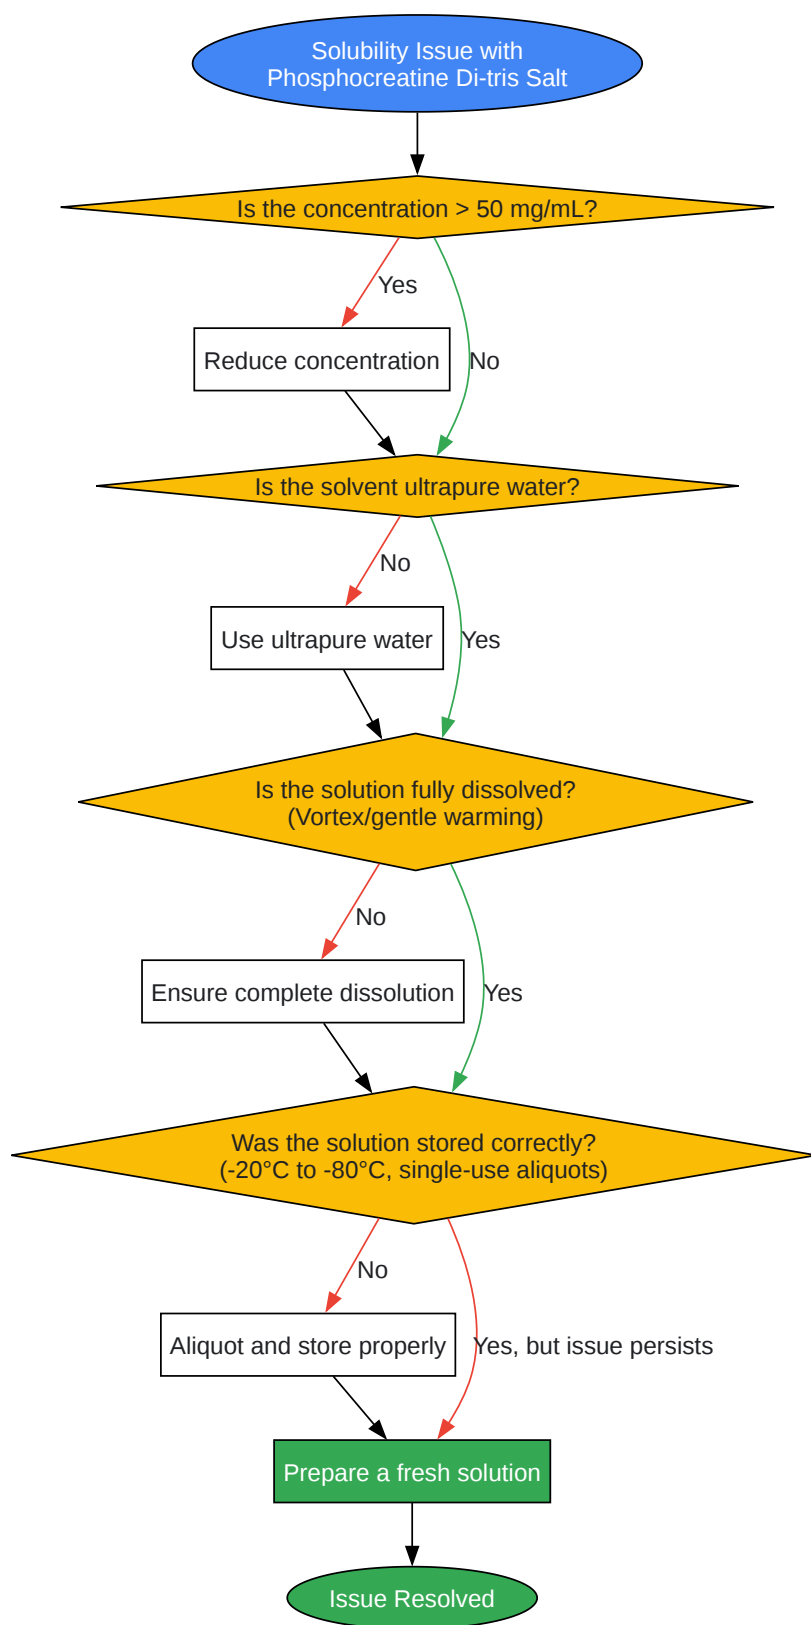 Solubility Issue with
Phosphocreatine Di-tris Salt
Is the concentration > 50 mg/mL?
Yes
Reduce concentration
No
Is the solvent ultrapure water?
No
Use ultrapure water
Yes
Is the solution fully dissolved?
(Vortex/gentle warming)
No
Ensure complete dissolution
Yes
Was the solution stored correctly?
(-20°C to -80°C, single-use aliquots)
No
Aliquot and store properly
Yes, but issue persists
Prepare a fresh solution
Issue Resolved